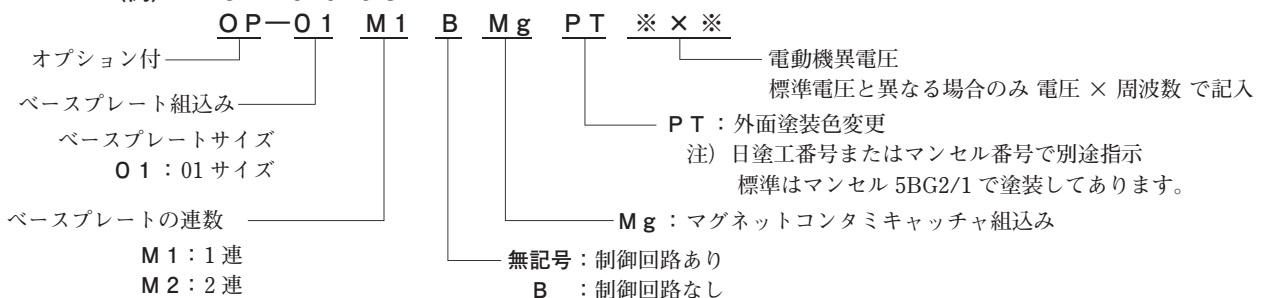 ＯＰ－０１ Ｍ１ Ｂ Ｍｇ ＰＴ ※×※
オプション付
電動機異電圧
標準電圧と異なる場合のみ 電圧 × 周波数 で記入
ベースプレート組込み
ベースプレートサイズ
０１：01 サイズ
ＰＴ：外面塗装色変更
注) 日塗工番号またはマンセル番号で別途指示
標準はマンセル 5BG2/1 で塗装してあります。
ベースプレートの連数
Ｍ１：1 連
Ｍ２：2 連
Ｍｇ：マグネットコンタミキャッチャ組込み
無記号：制御回路あり
Ｂ ：制御回路なし